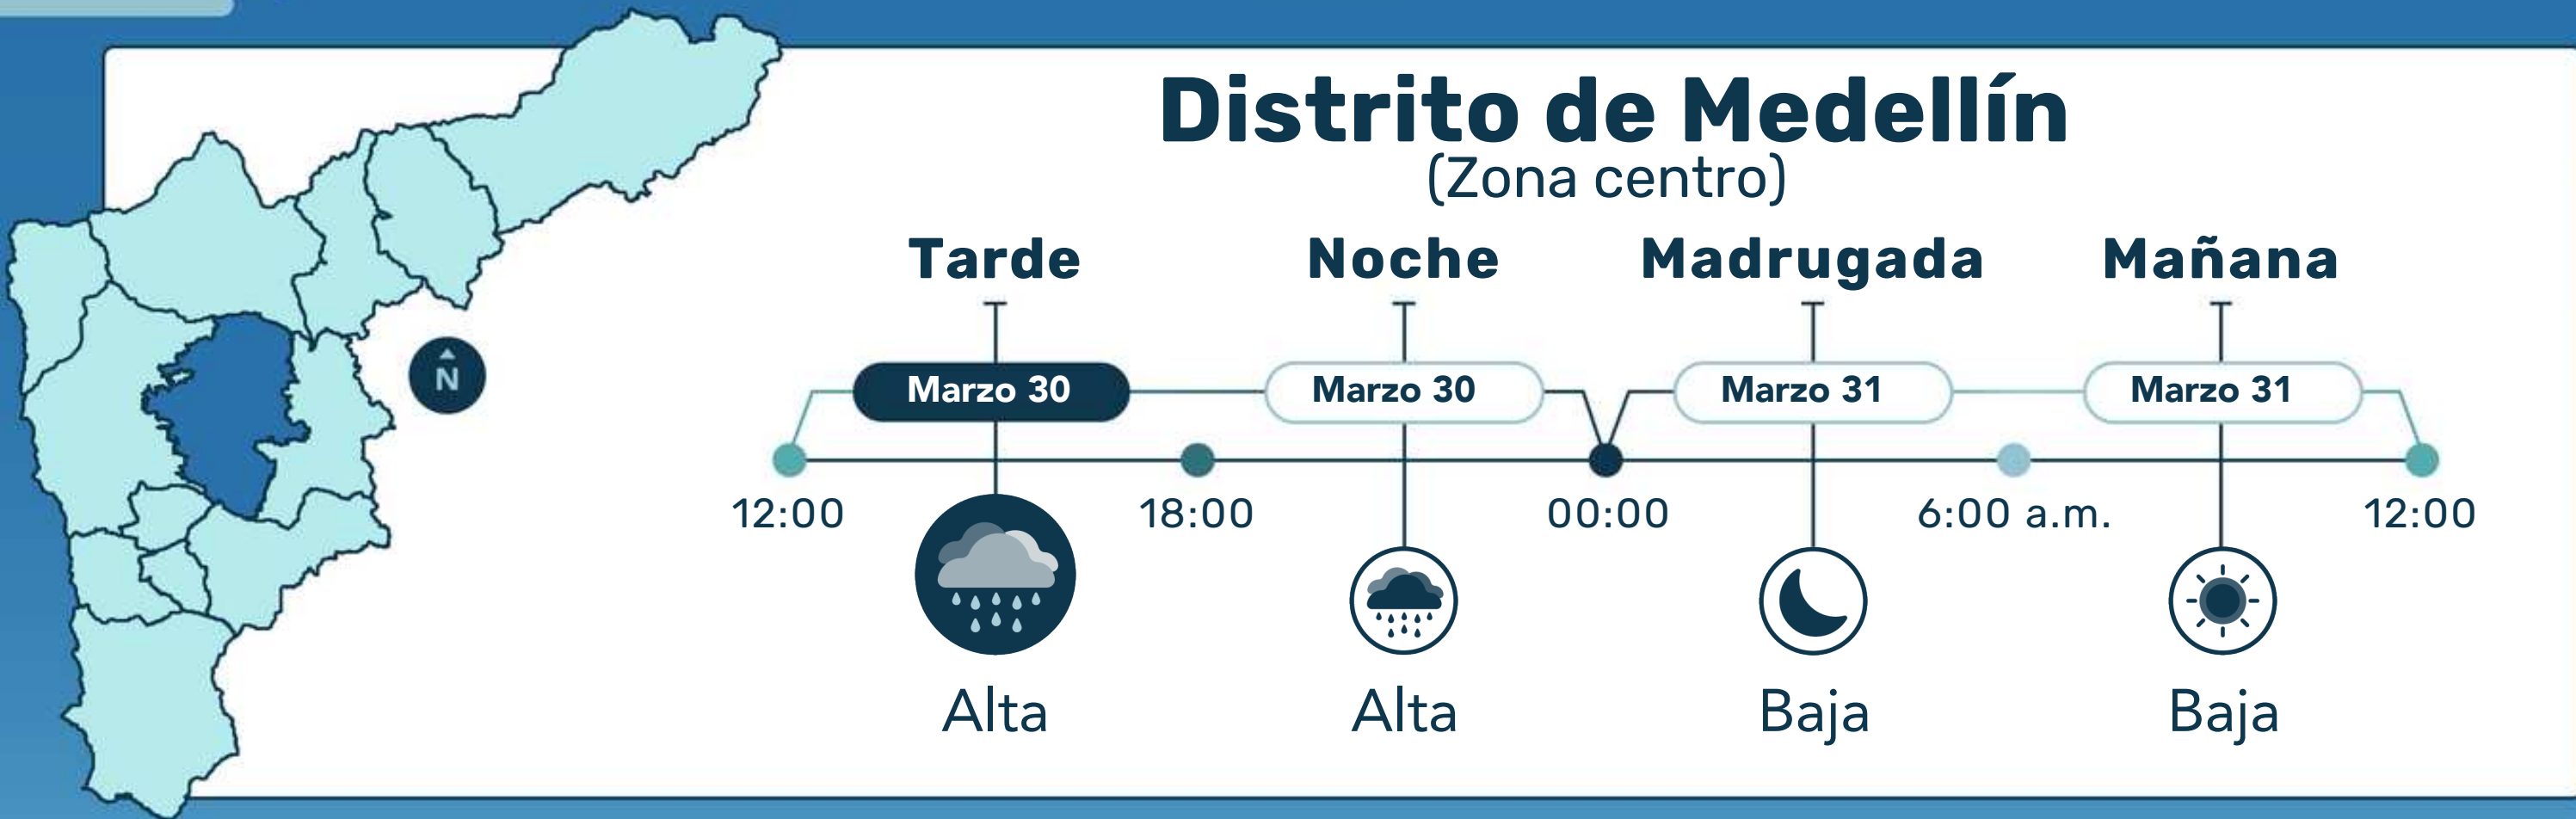 Distrito de Medellín
(Zona centro)
Tarde Noche Madrugada Mañana
N
Marzo 30 Marzo 30 Marzo 31 Marzo 31
12:00 18:00 00:00 6:00 a.m. 12:00
Alta Alta Baja Baja